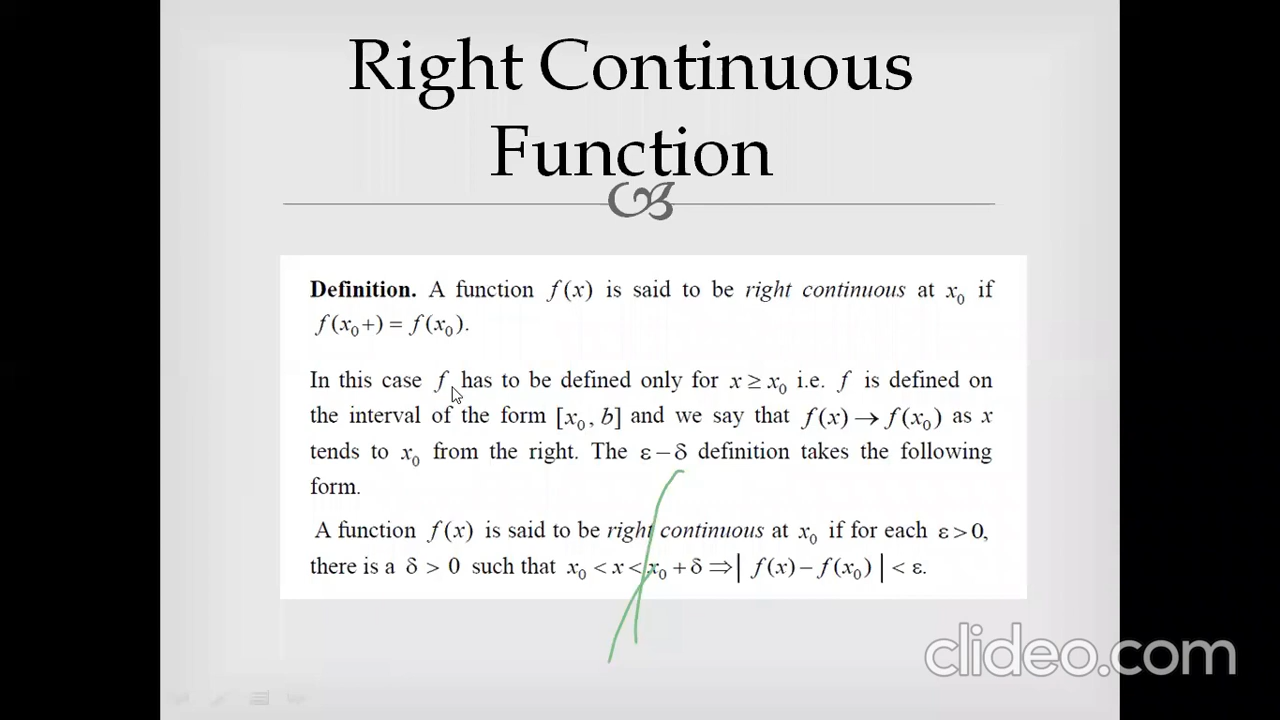 Right Continuous
Function
Definition. A function f(x) is said to be right continuous at x₀ if
f(x₀+) = f(x₀).
In this case f has to be defined only for x ≥ x₀ i.e. f is defined on
the interval of the form [x₀, b] and we say that f(x) → f(x₀) as x
tends to x₀ from the right. The ε – δ definition takes the following
form.
A function f(x) is said to be right continuous at x₀ if for each ε > 0,
there is a δ > 0 such that x₀ < x < x₀ + δ ⇒ | f(x) – f(x₀) | < ε.
clideo.com